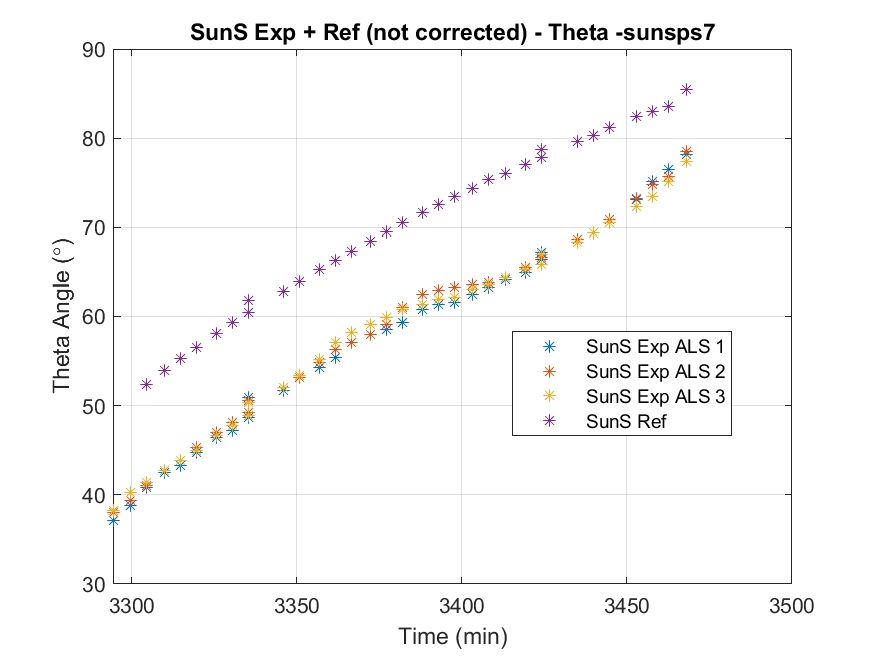 SunS Exp + Ref (not corrected) - Theta -sunsps7
90
80
70
60
50
40
30
Theta Angle (°)
SunS Exp ALS 1
SunS Exp ALS 2
SunS Exp ALS 3
SunS Ref
3300 3350 3400 3450 3500
Time (min)